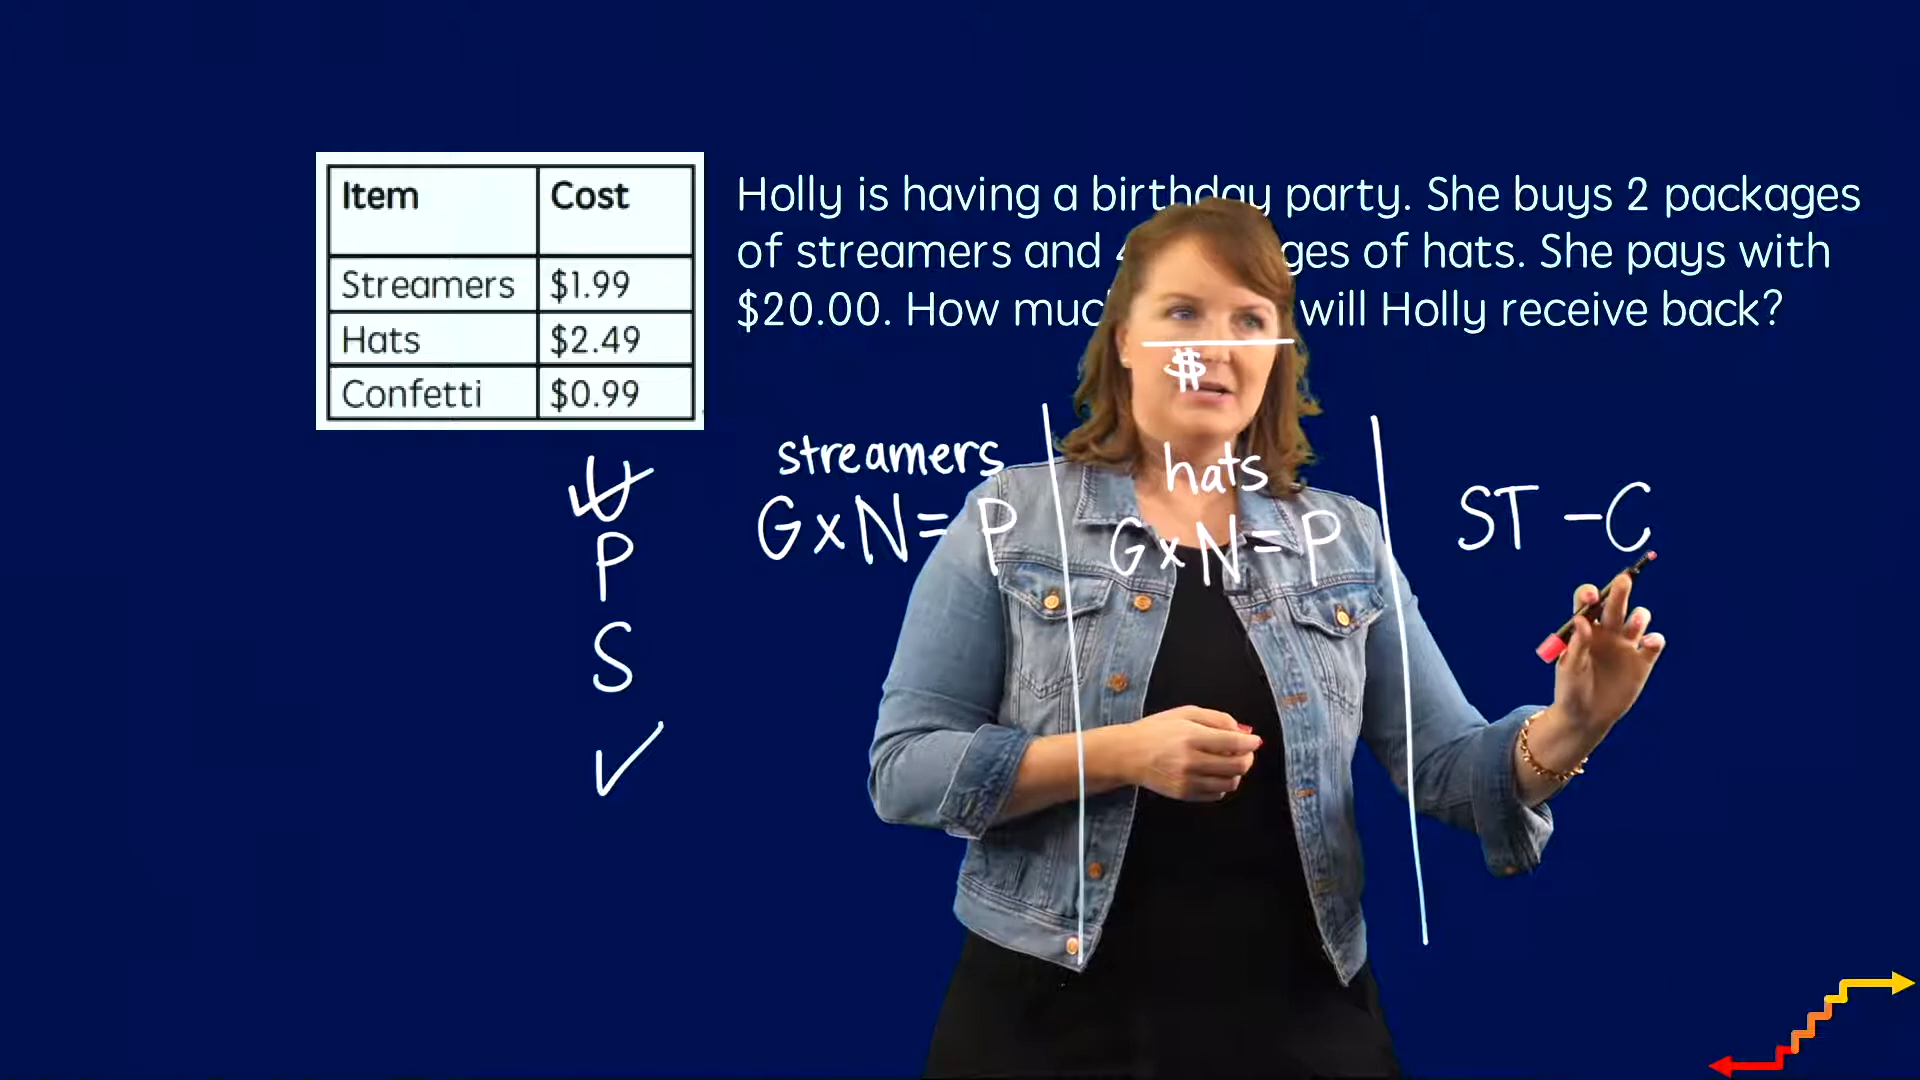 Item Cost
Streamers $1.99
Hats $2.49
Confetti $0.99
Holly is having a birthday party. She buys 2 packages
of streamers and of hats. She pays with
$20.00. How will Holly receive back?
$
U
P
S
✓
streamers
G x N = P
hats
G x N = P
ST - C